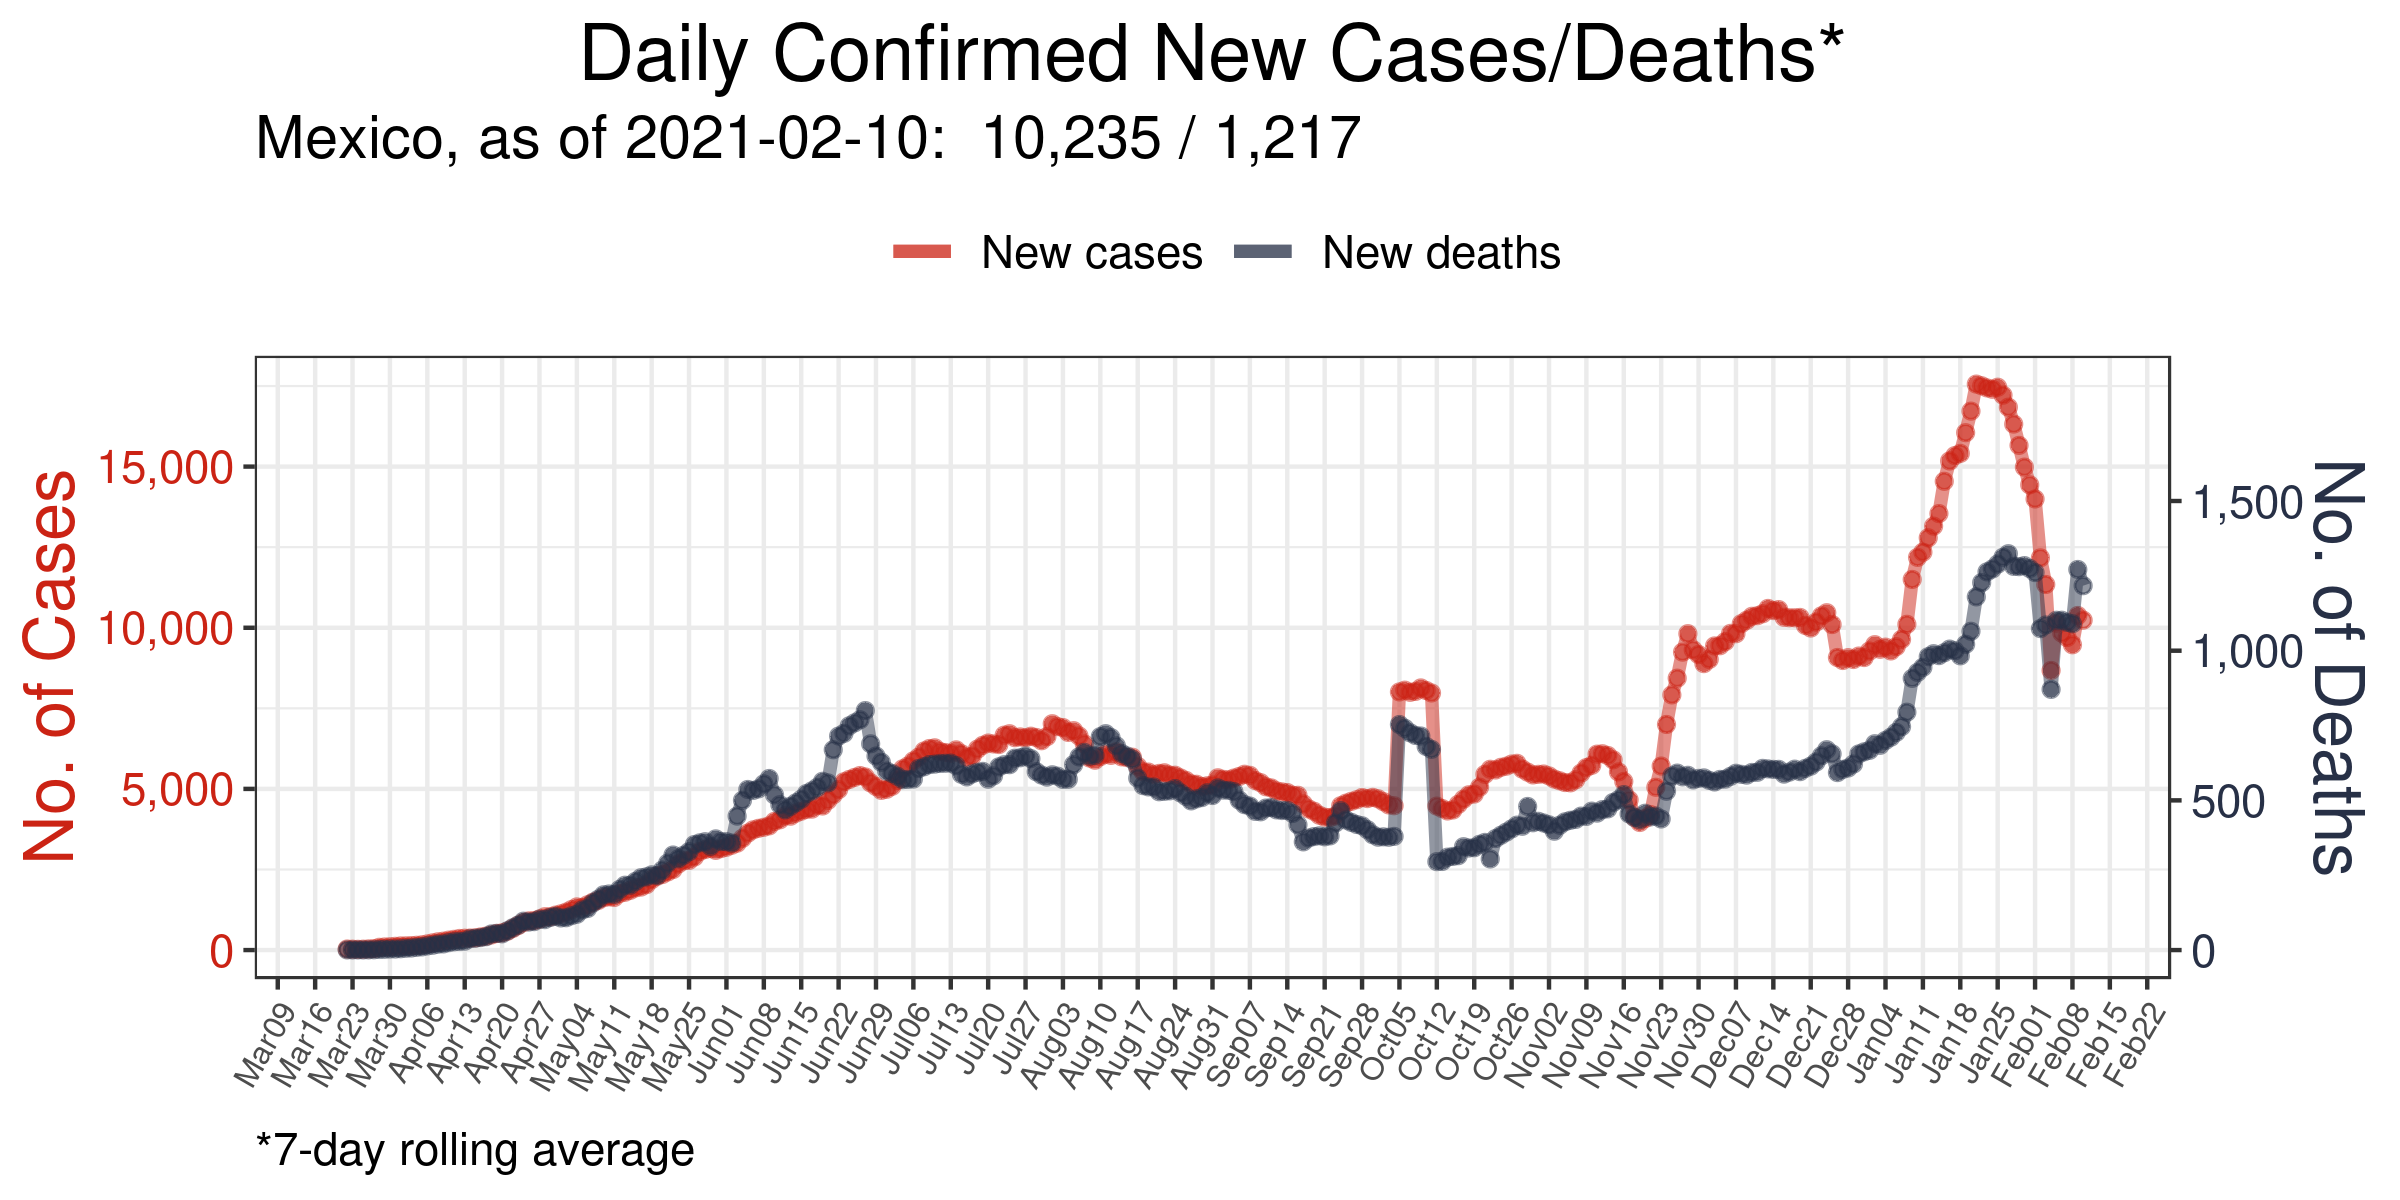 Daily Confirmed New Cases/Deaths*
Mexico, as of 2021-02-10:  10,235 / 1,217
New cases
New deaths
No. of Cases
15,000
10,000
5,000
0
1,500
1,000
500
0
No. of Deaths
Mar09
Mar16
Mar23
Mar30
Apr06
Apr13
Apr20
Apr27
May04
May11
May18
May25
Jun01
Jun08
Jun15
Jun22
Jun29
Jul06
Jul13
Jul20
Jul27
Aug03
Aug10
Aug17
Aug24
Aug31
Sep07
Sep14
Sep21
Sep28
Oct05
Oct12
Oct19
Oct26
Nov02
Nov09
Nov16
Nov23
Nov30
Dec07
Dec14
Dec21
Dec28
Jan04
Jan11
Jan18
Jan25
Feb01
Feb08
Feb15
Feb22
*7-day rolling average